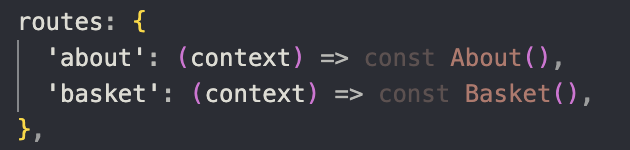 routes: {
'about': (context) => const About(),
'basket': (context) => const Basket(),
},